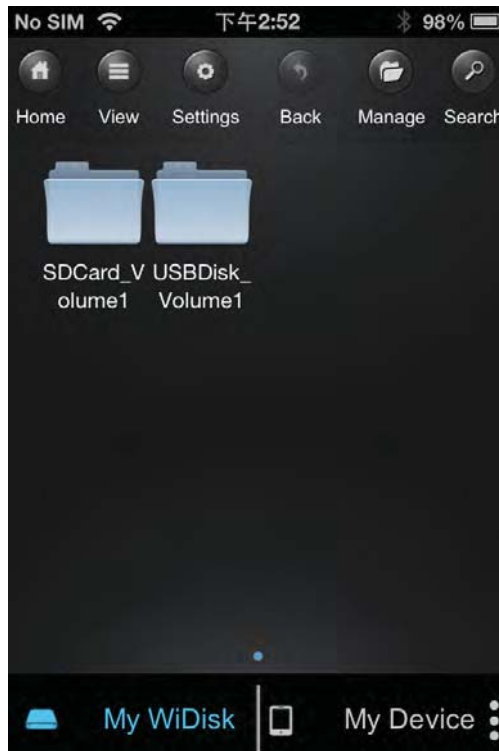 No SIM 下午2:52 98%
Home View Settings Back Manage Search
SDCard_V
olume1
USBDisk_
Volume1
My WiDisk My Device